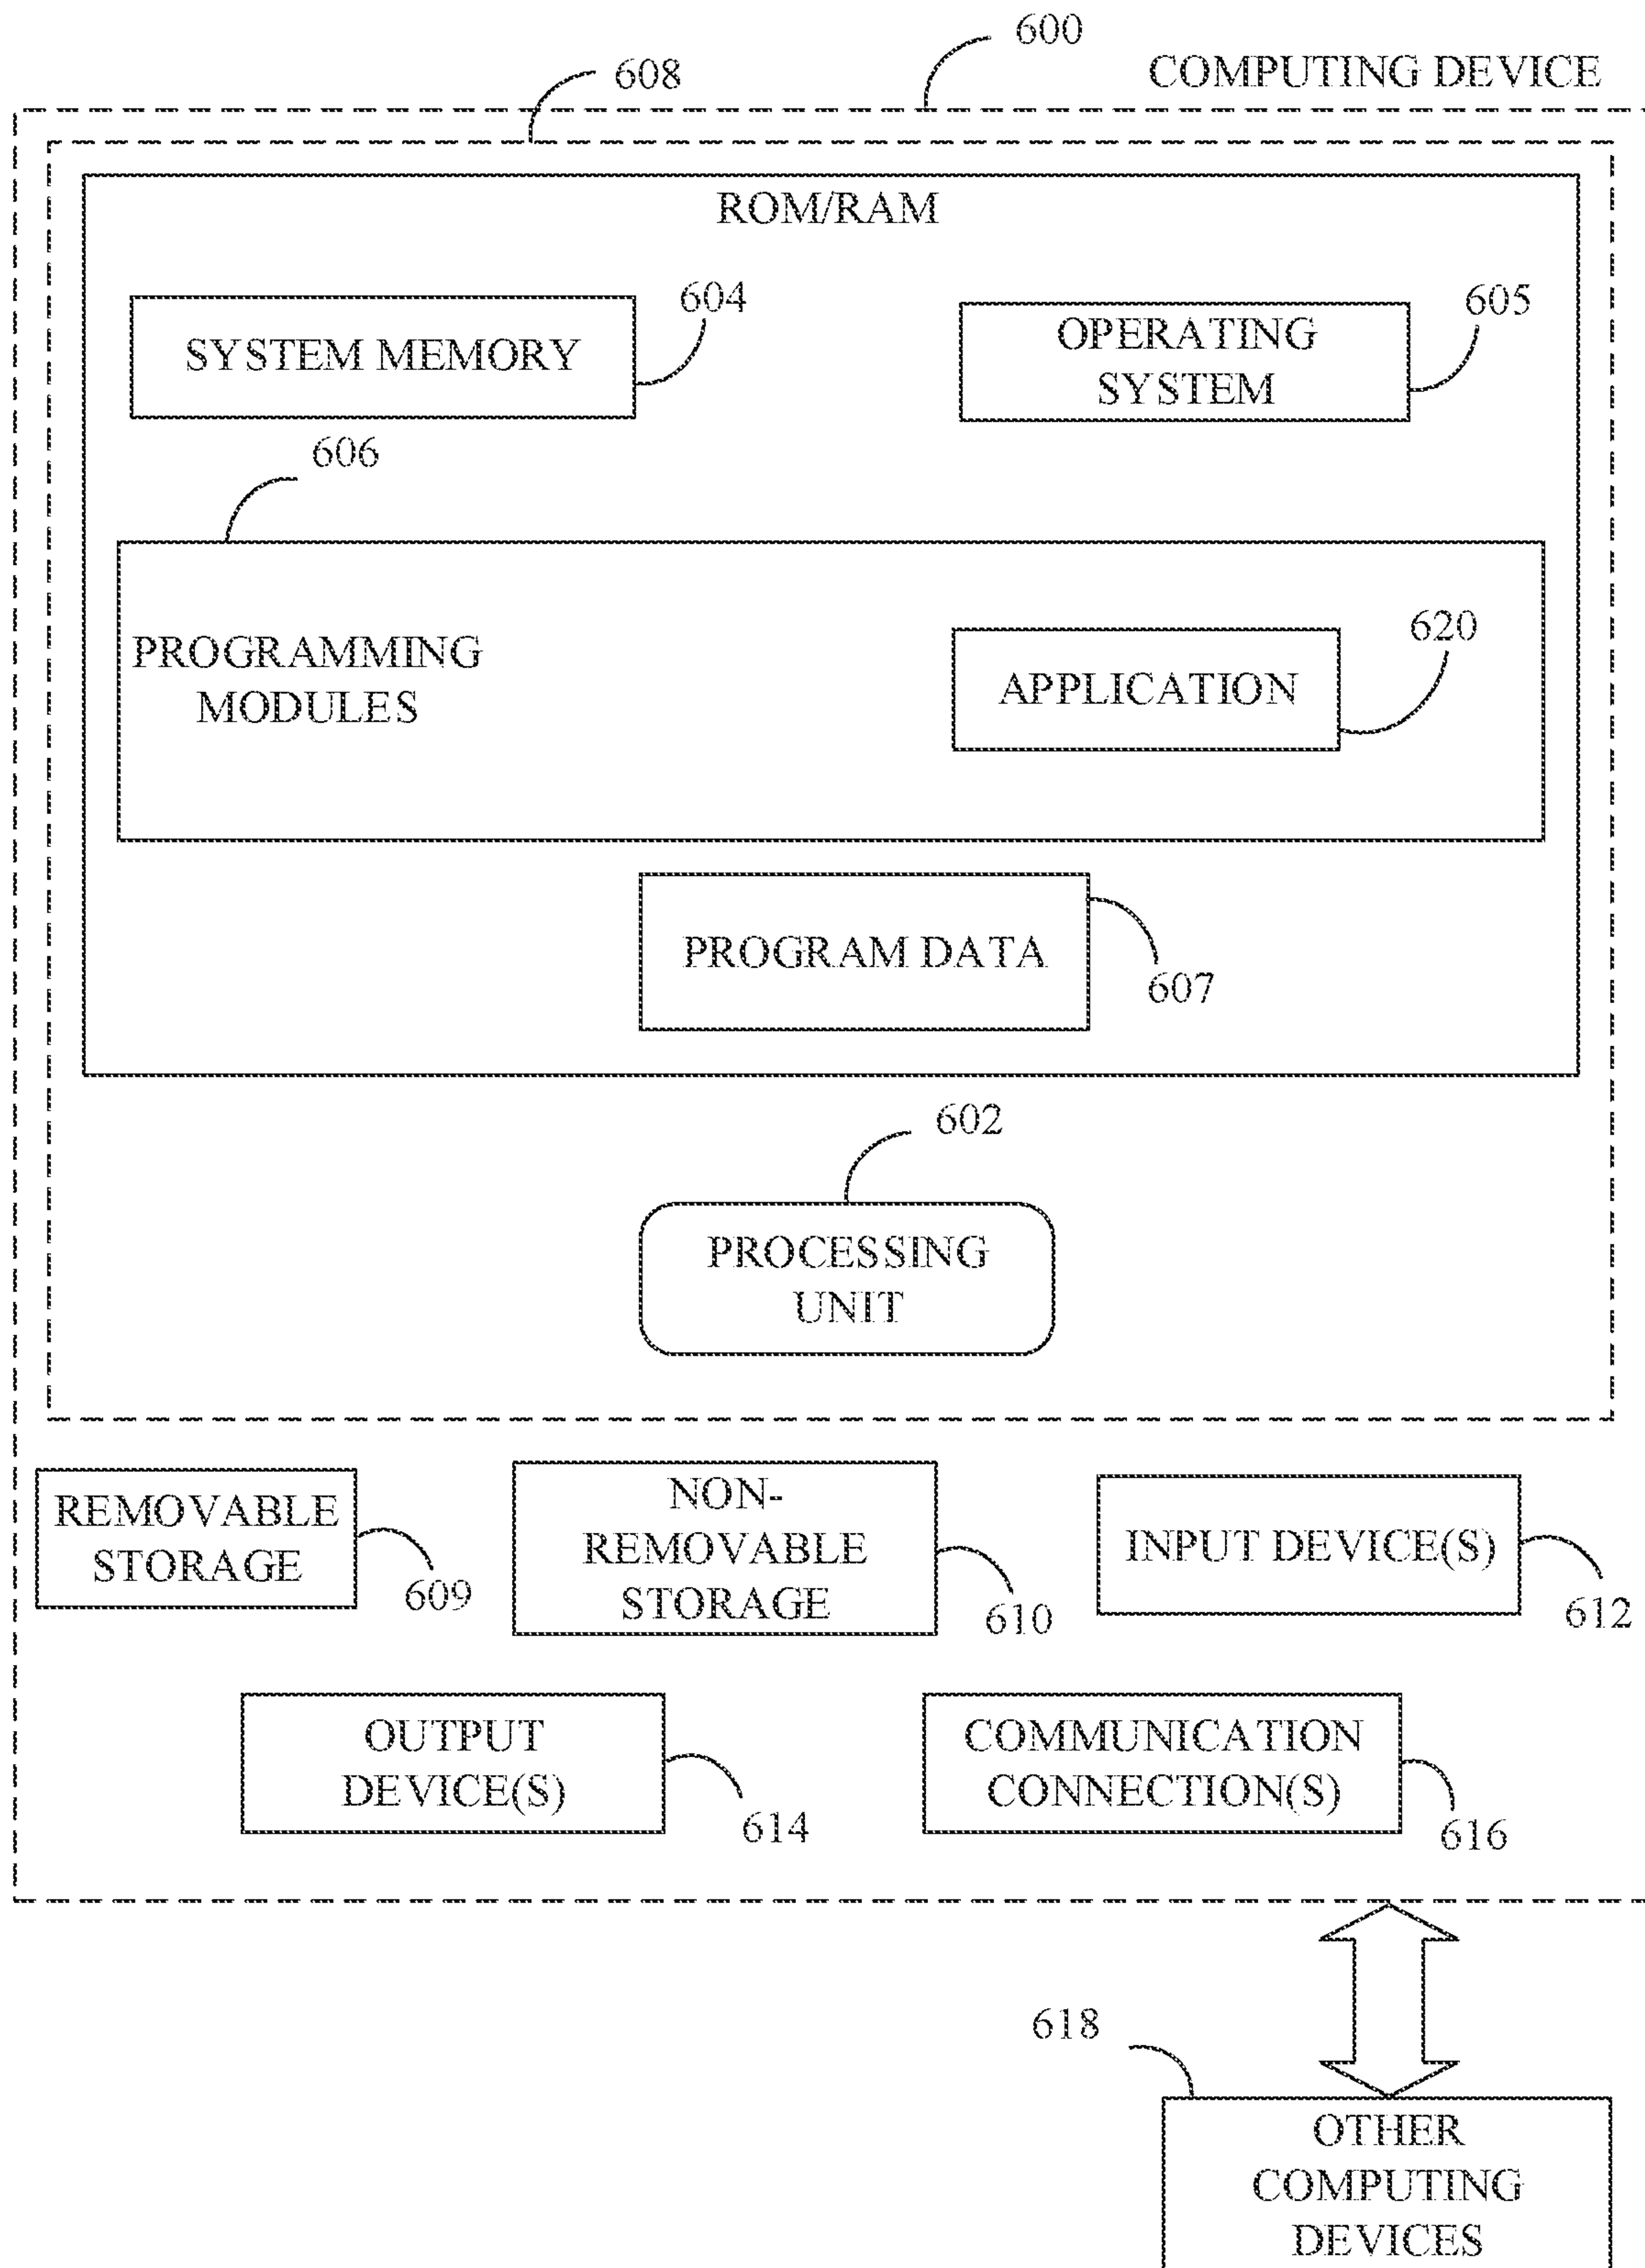 600
COMPUTING DEVICE
608
ROM/RAM
604
SYSTEM MEMORY
605
OPERATING
SYSTEM
606
PROGRAMMING
MODULES
620
APPLICATION
PROGRAM DATA
607
602
PROCESSING
UNIT
REMOVABLE
STORAGE
609
NON-
REMOVABLE
STORAGE
610
INPUT DEVICE(S)
612
OUTPUT
DEVICE(S)
614
COMMUNICATION
CONNECTION(S)
616
618
OTHER
COMPUTING
DEVICES